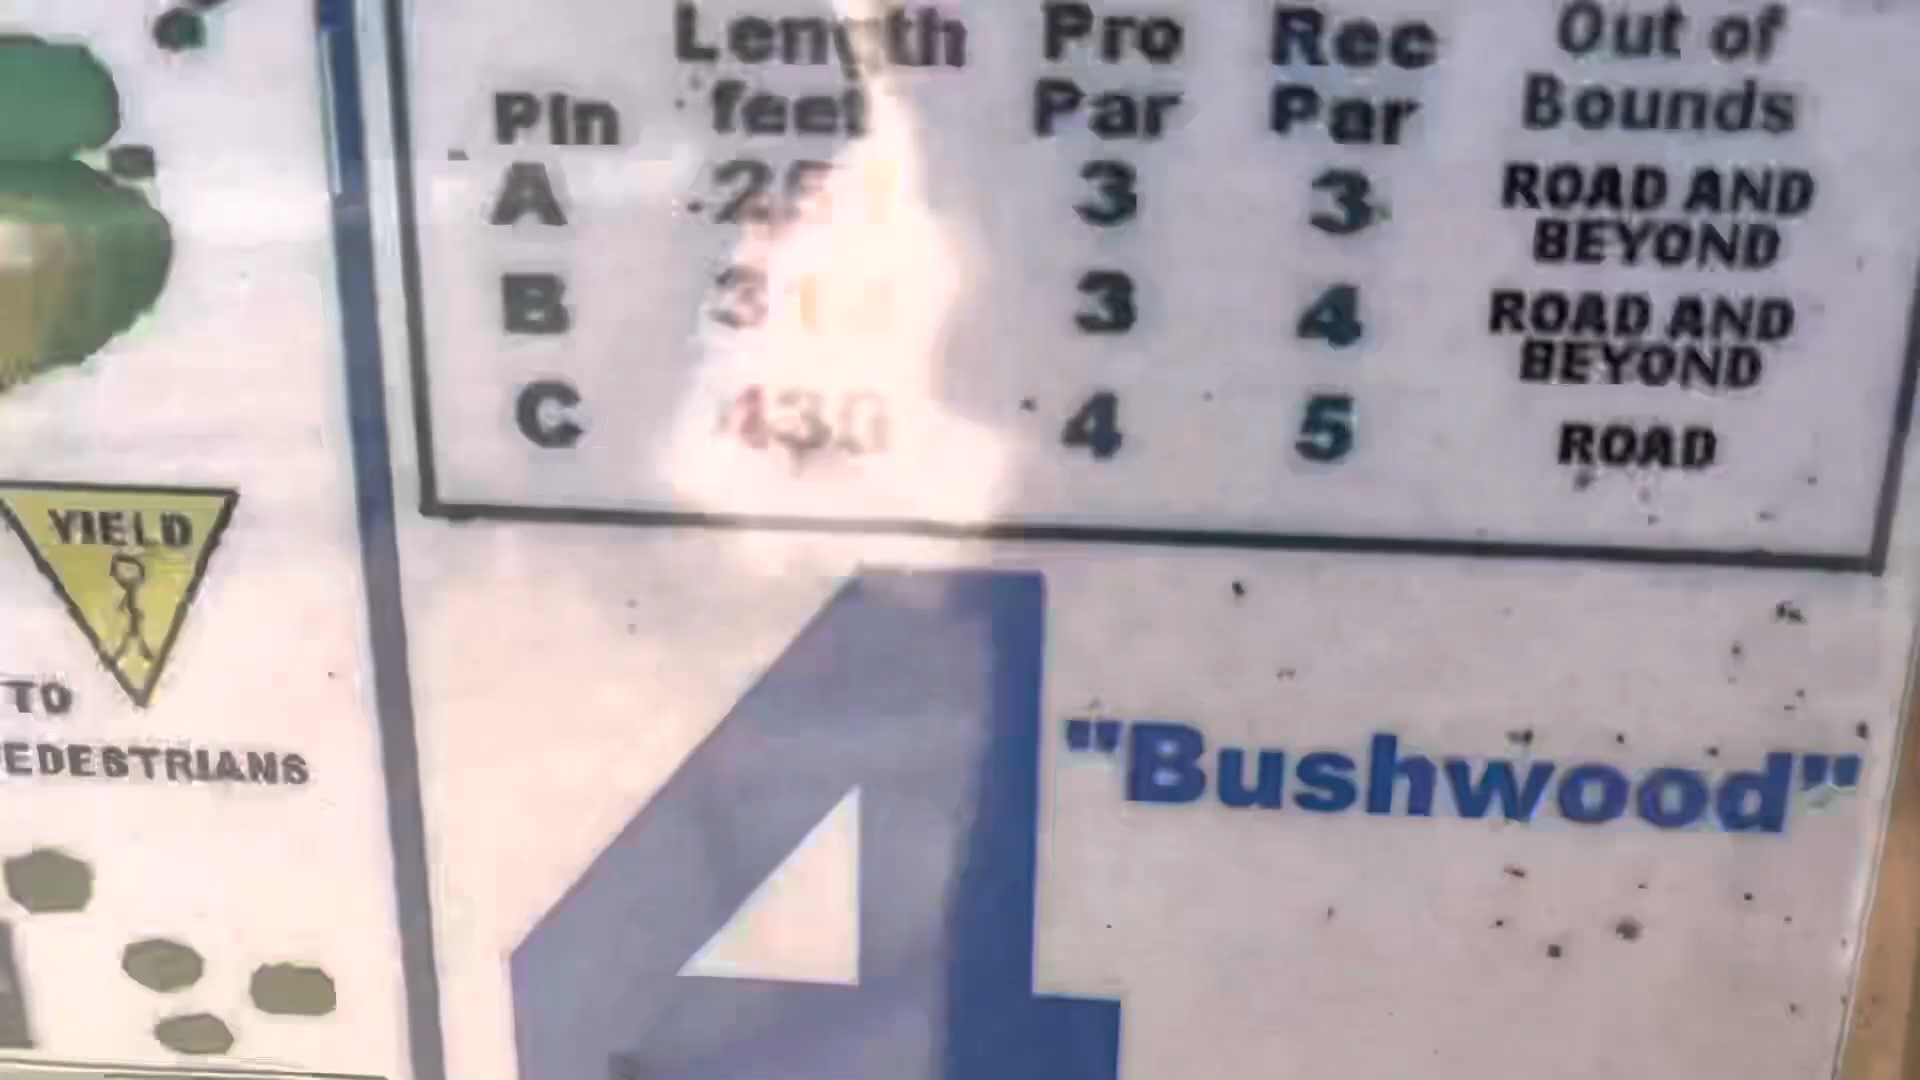 Length Pro Rec Out of
Pin feet Par Par Bounds
A 3 3 ROAD AND
BEYOND
B 3 4 ROAD AND
BEYOND
C 430 4 5 ROAD
YIELD
TO
EDESTRIANS
4 "Bushwood"